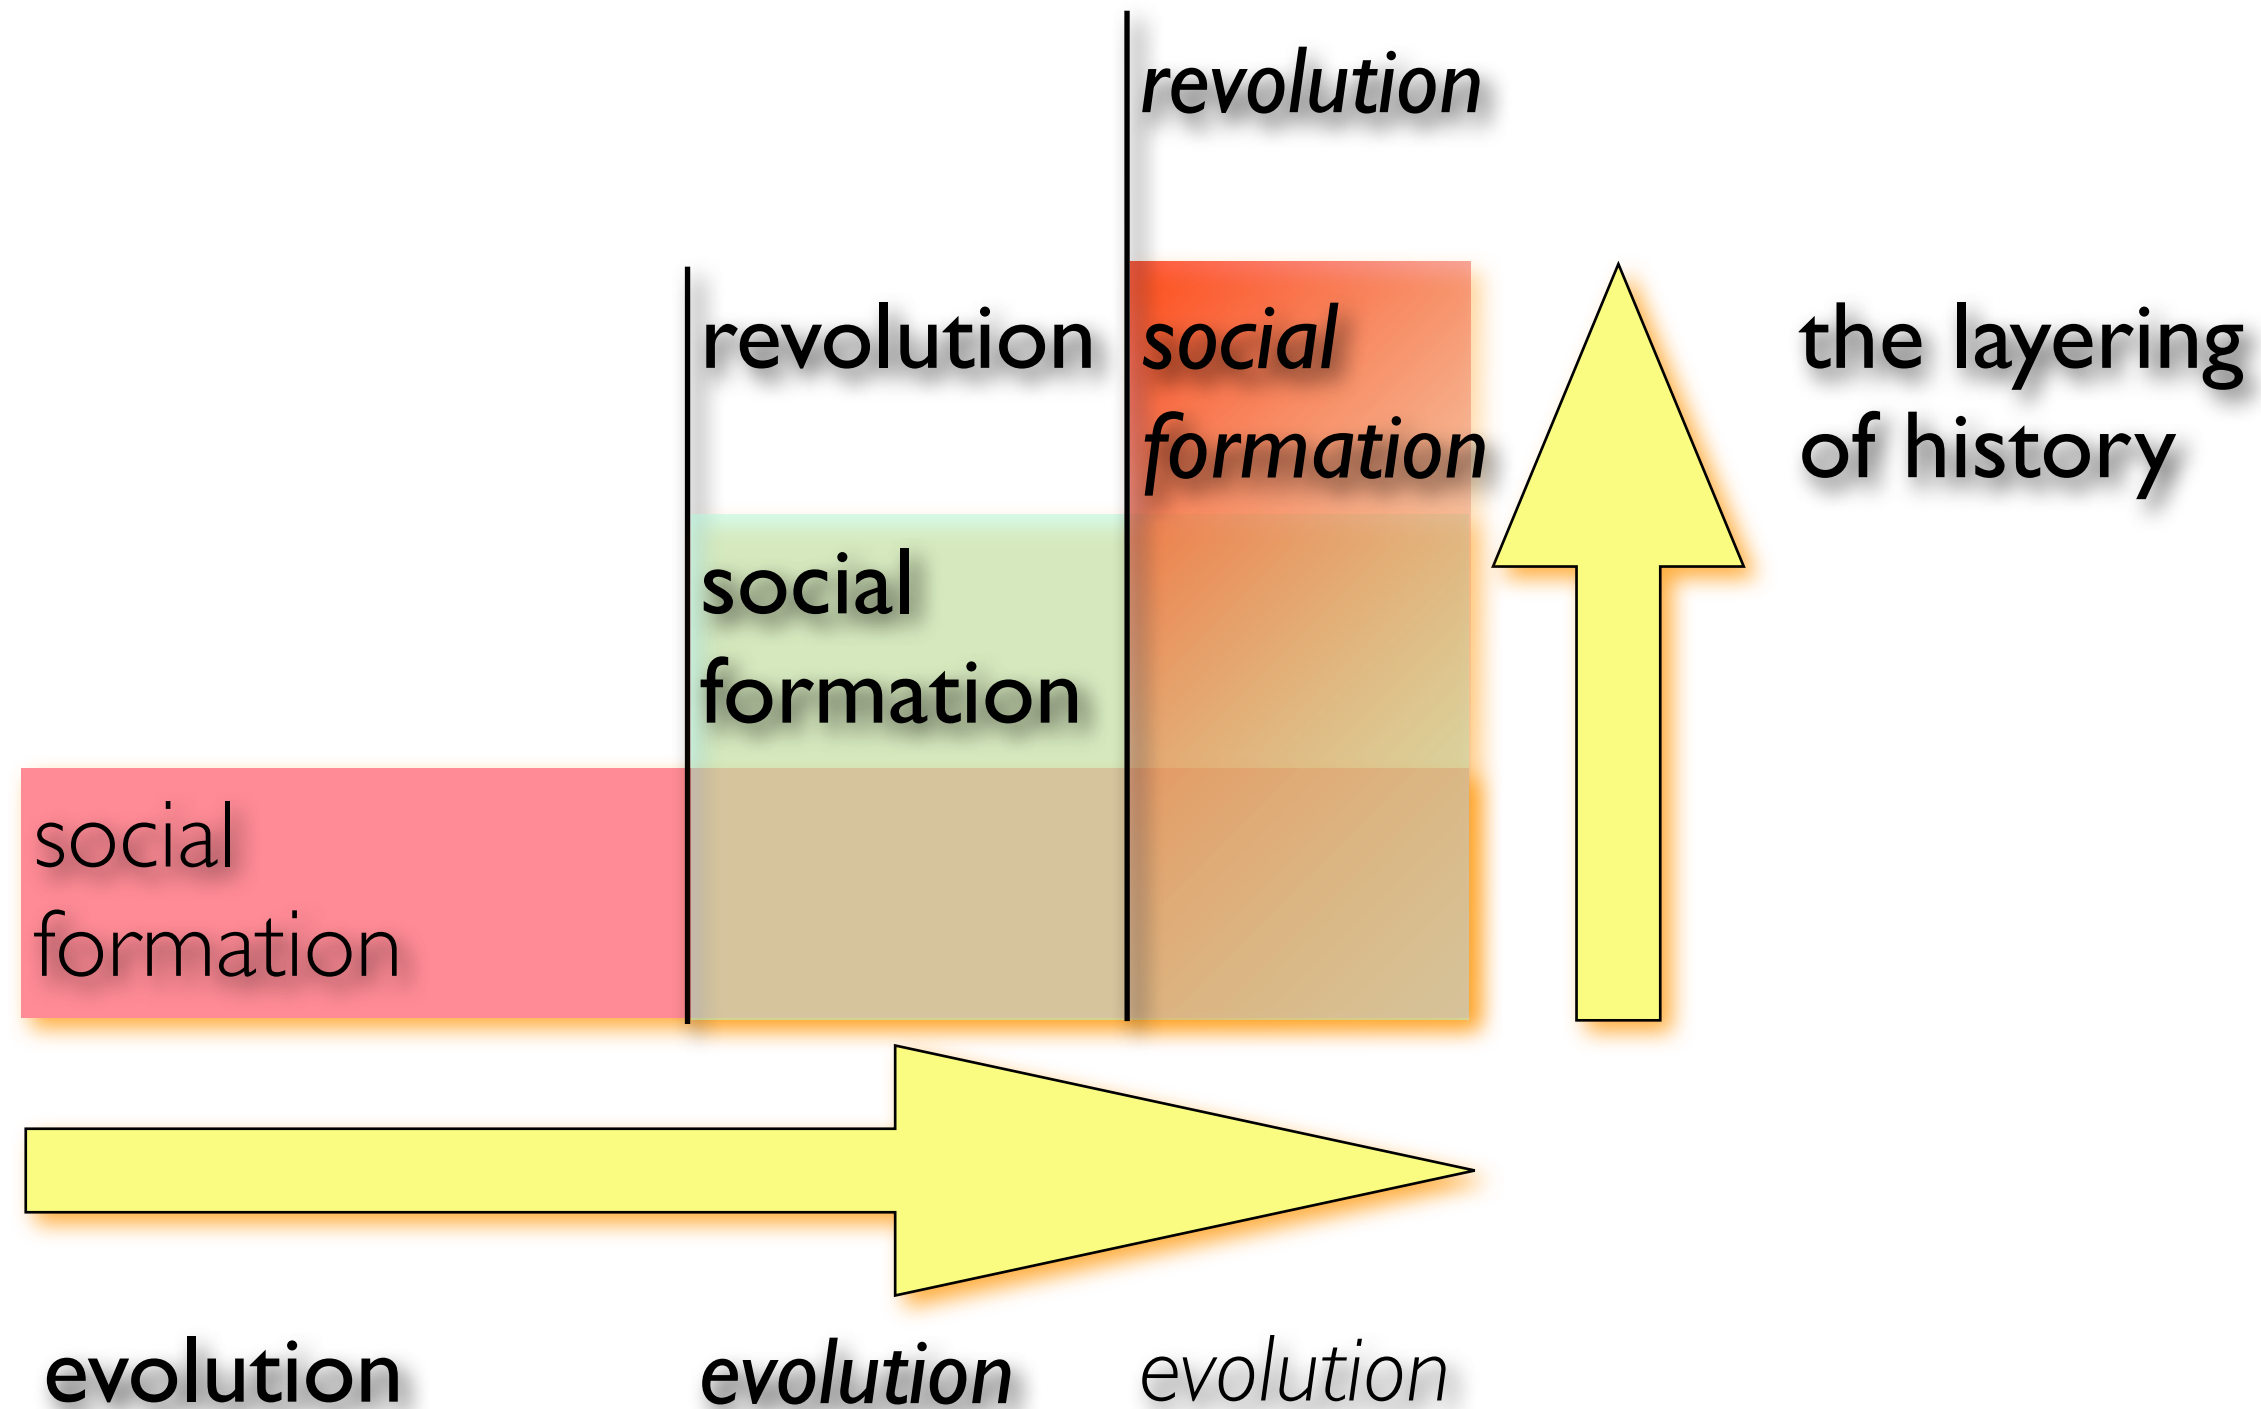 revolution
revolution
social
formation
the layering
of history
social
formation
social
formation
evolution
evolution
evolution